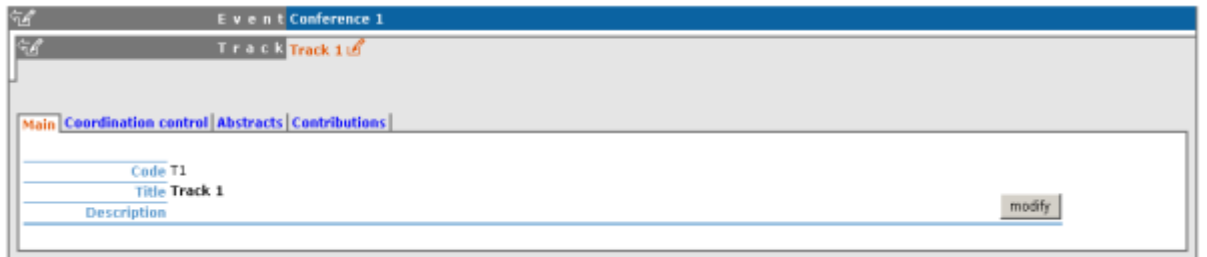 Event Conference 1
Track Track 1
Main Coordination control Abstracts Contributions
Code T1
Title Track 1
Description
modify